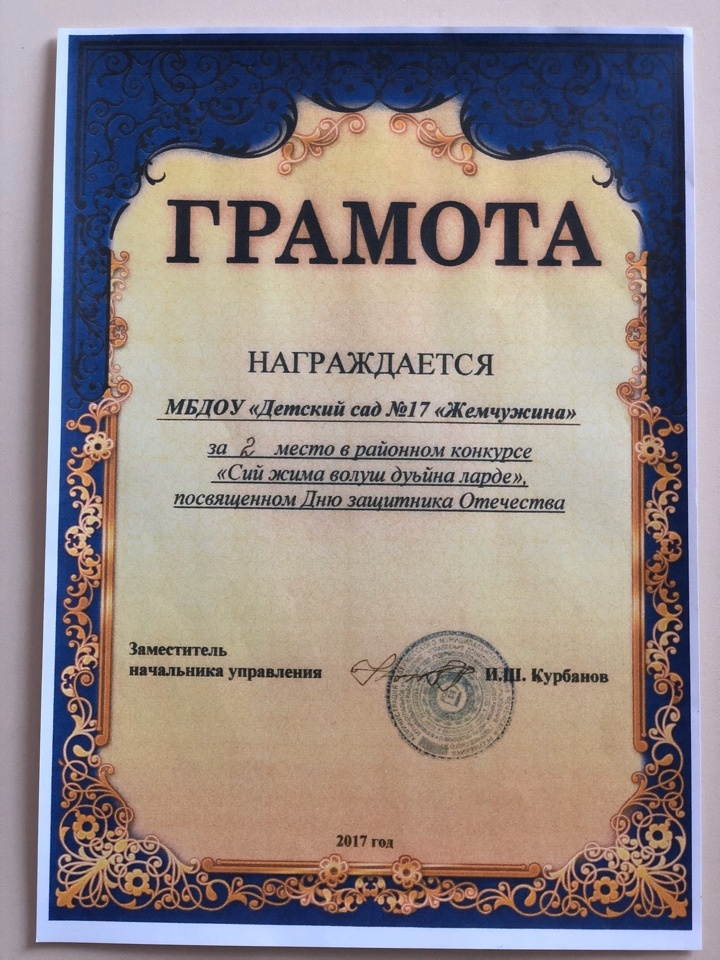 ГРАМОТА
НАГРАЖДАЕТСЯ
МБДОУ «Детский сад №17 «Жемчужина»
за 2 место в районном конкурсе
«Сий жима волуш дуьйна ларде»,
посвященном Дню защитника Отечества
Заместитель
начальника управления И.Ш. Курбанов
2017 год